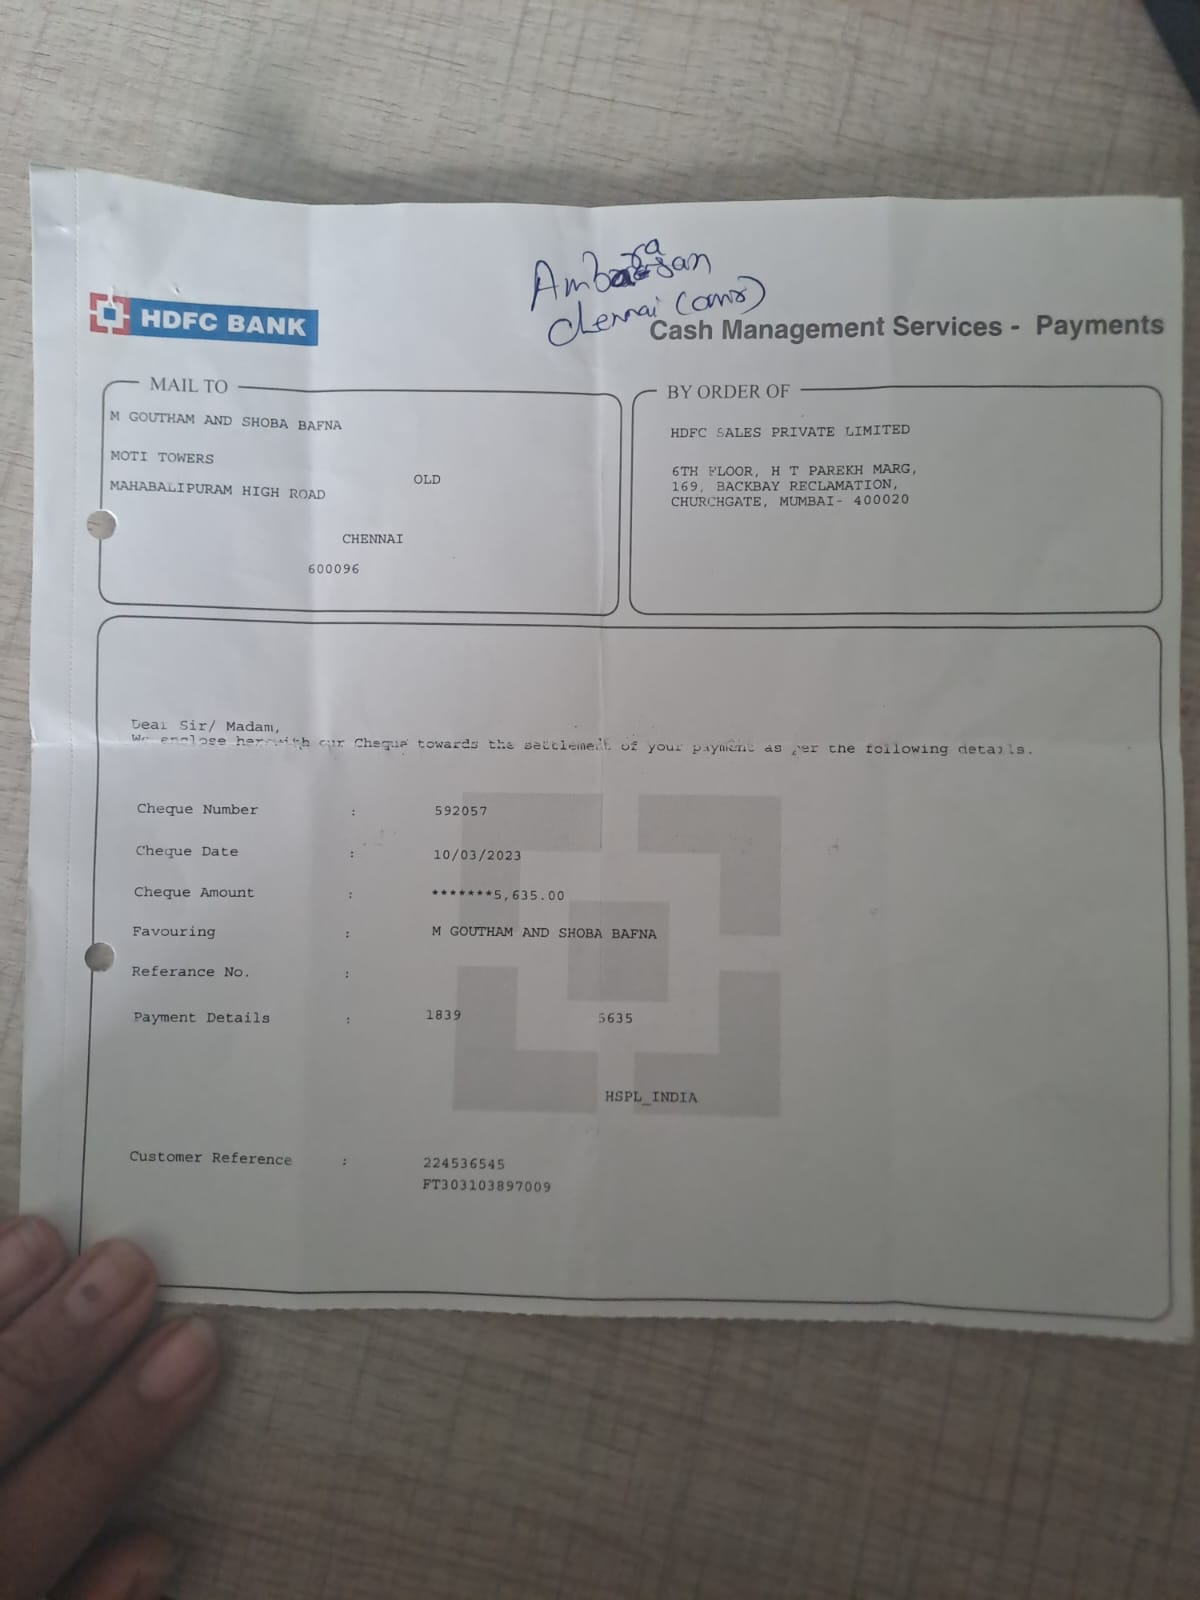 Chennai (omr)
HDFC BANK
Cash Management Services - Payments
MAIL TO
M GOUTHAM AND SHOBA BAFNA
MOTI TOWERS
OLD
MAHABALIPURAM HIGH ROAD
CHENNAI
600096
BY ORDER OF
HDFC SALES PRIVATE LIMITED
6TH FLOOR, H T PAREKH MARG,
169, BACKBAY RECLAMATION,
CHURCHGATE, MUMBAI- 400020
Dear Sir/ Madam,
We enclose herewith our Cheque towards the settlement of your payment as per the following details.
Cheque Number : 592057
Cheque Date : 10/03/2023
Cheque Amount : *******5,635.00
Favouring : M GOUTHAM AND SHOBA BAFNA
Referance No. :
Payment Details : 1839 5635
HSPL_INDIA
Customer Reference : 224536545
FT303103897009